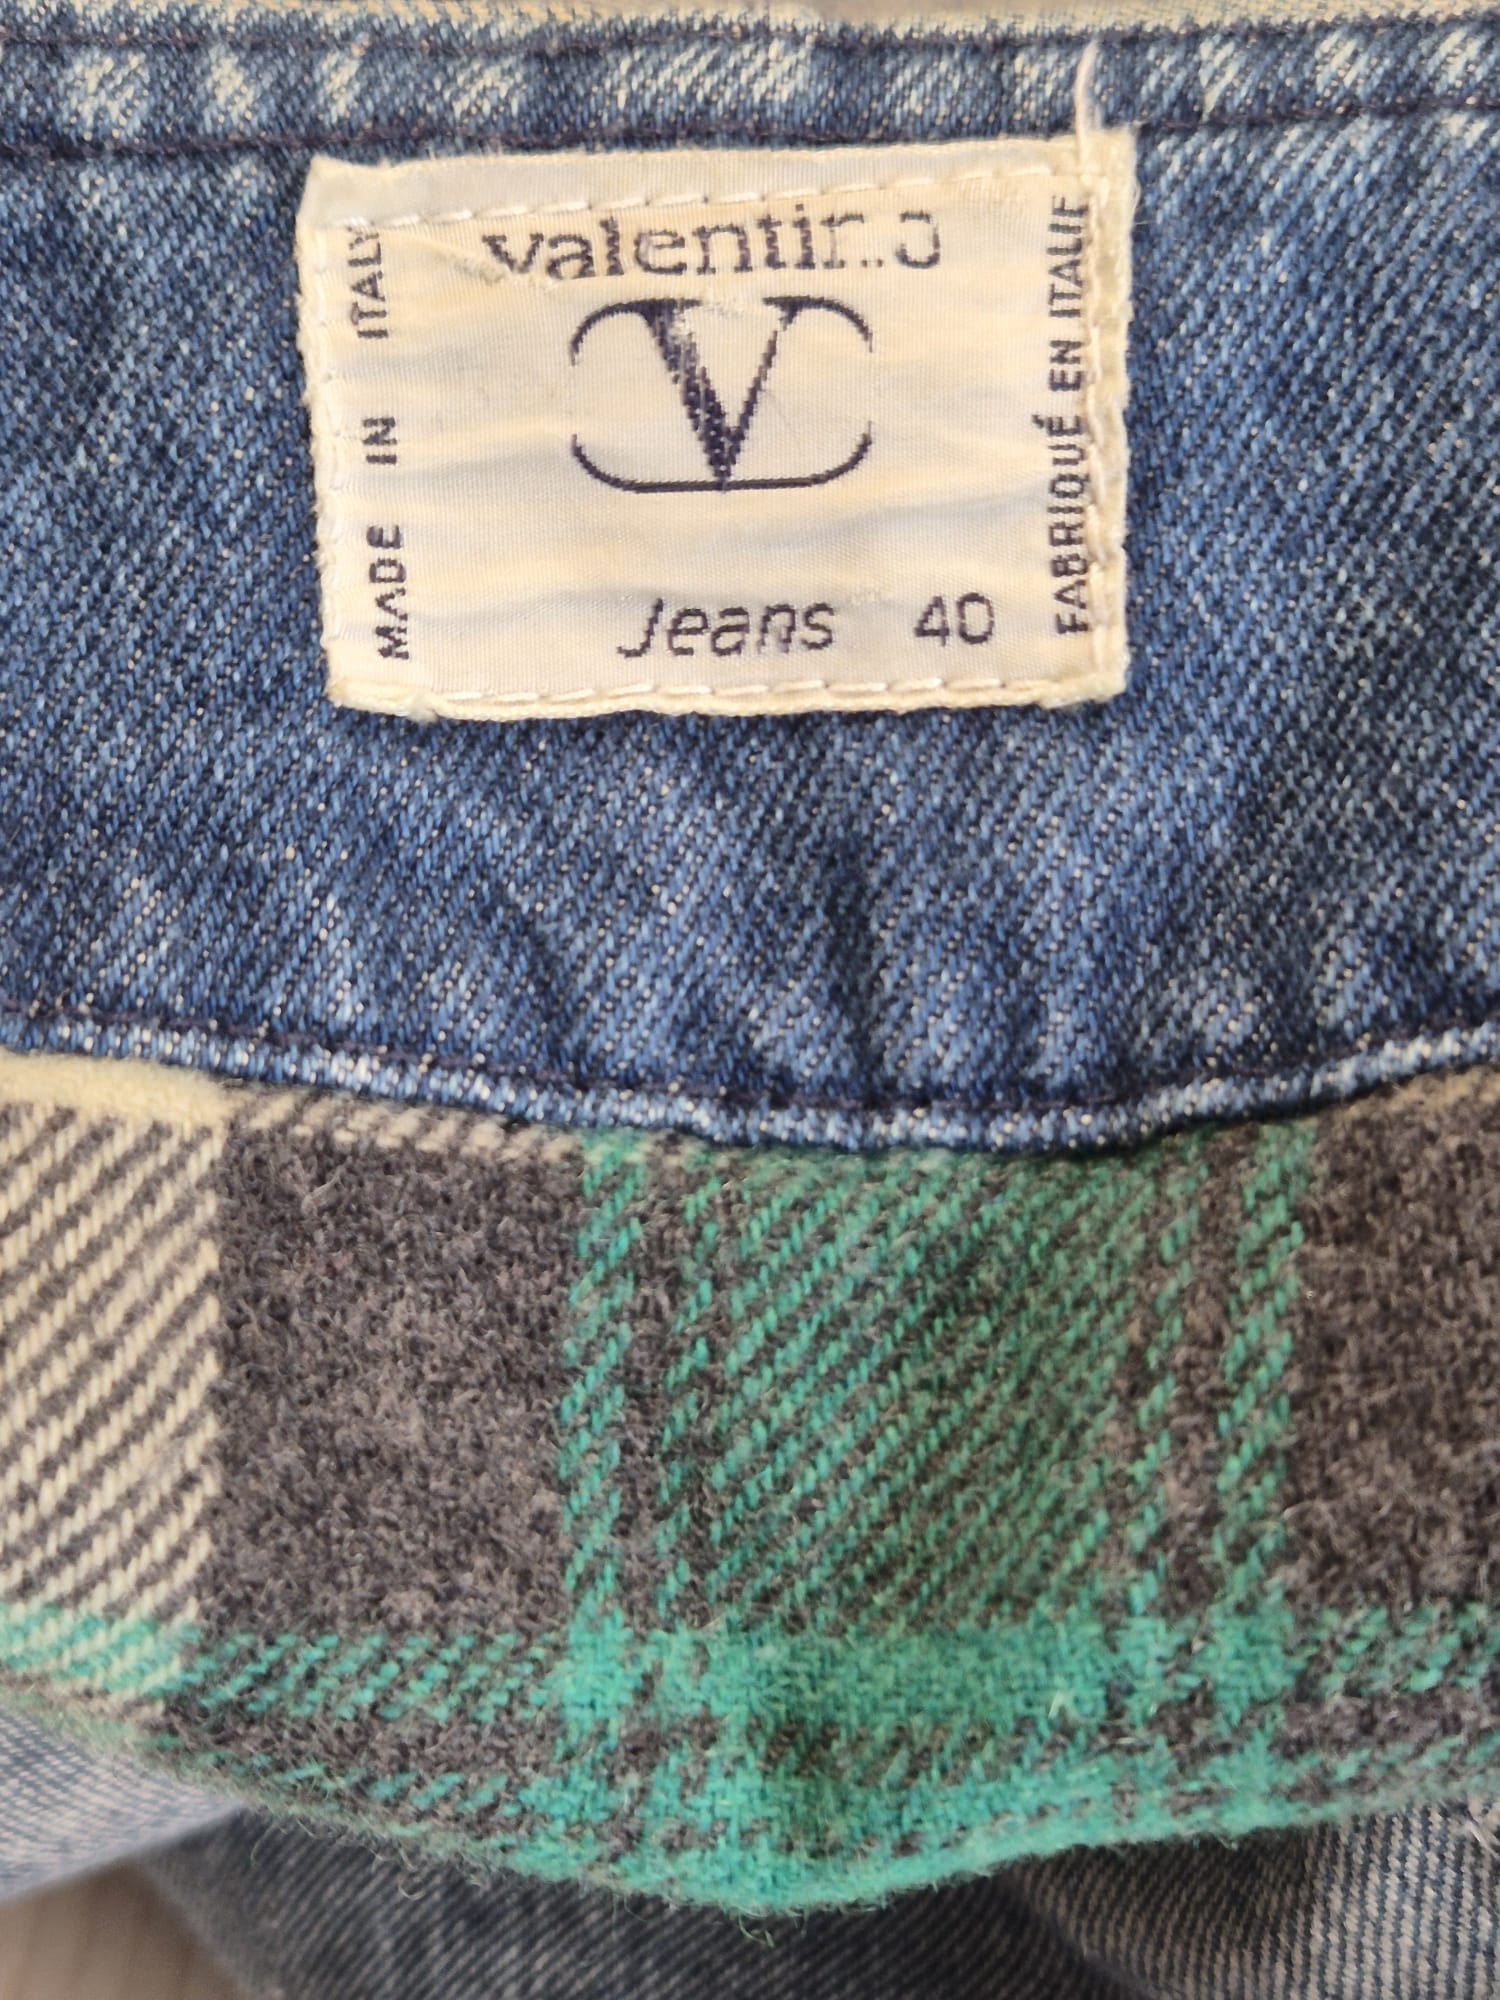 valentino
V
MADE IN ITALY
FABRIQUÉ EN ITALIE
Jeans 40